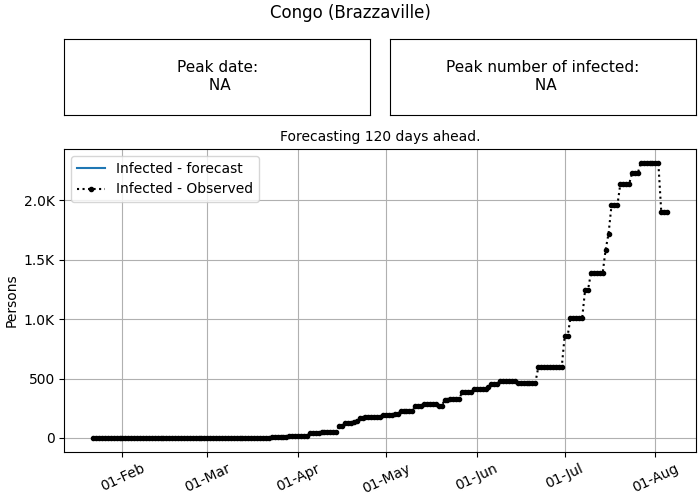 Congo (Brazzaville)
Peak date:
NA
Peak number of infected:
NA
Forecasting 120 days ahead.
Infected - forecast
Infected - Observed
2.0K
1.5K
1.0K
500
0
Persons
01-Feb
01-Mar
01-Apr
01-May
01-Jun
01-Jul
01-Aug